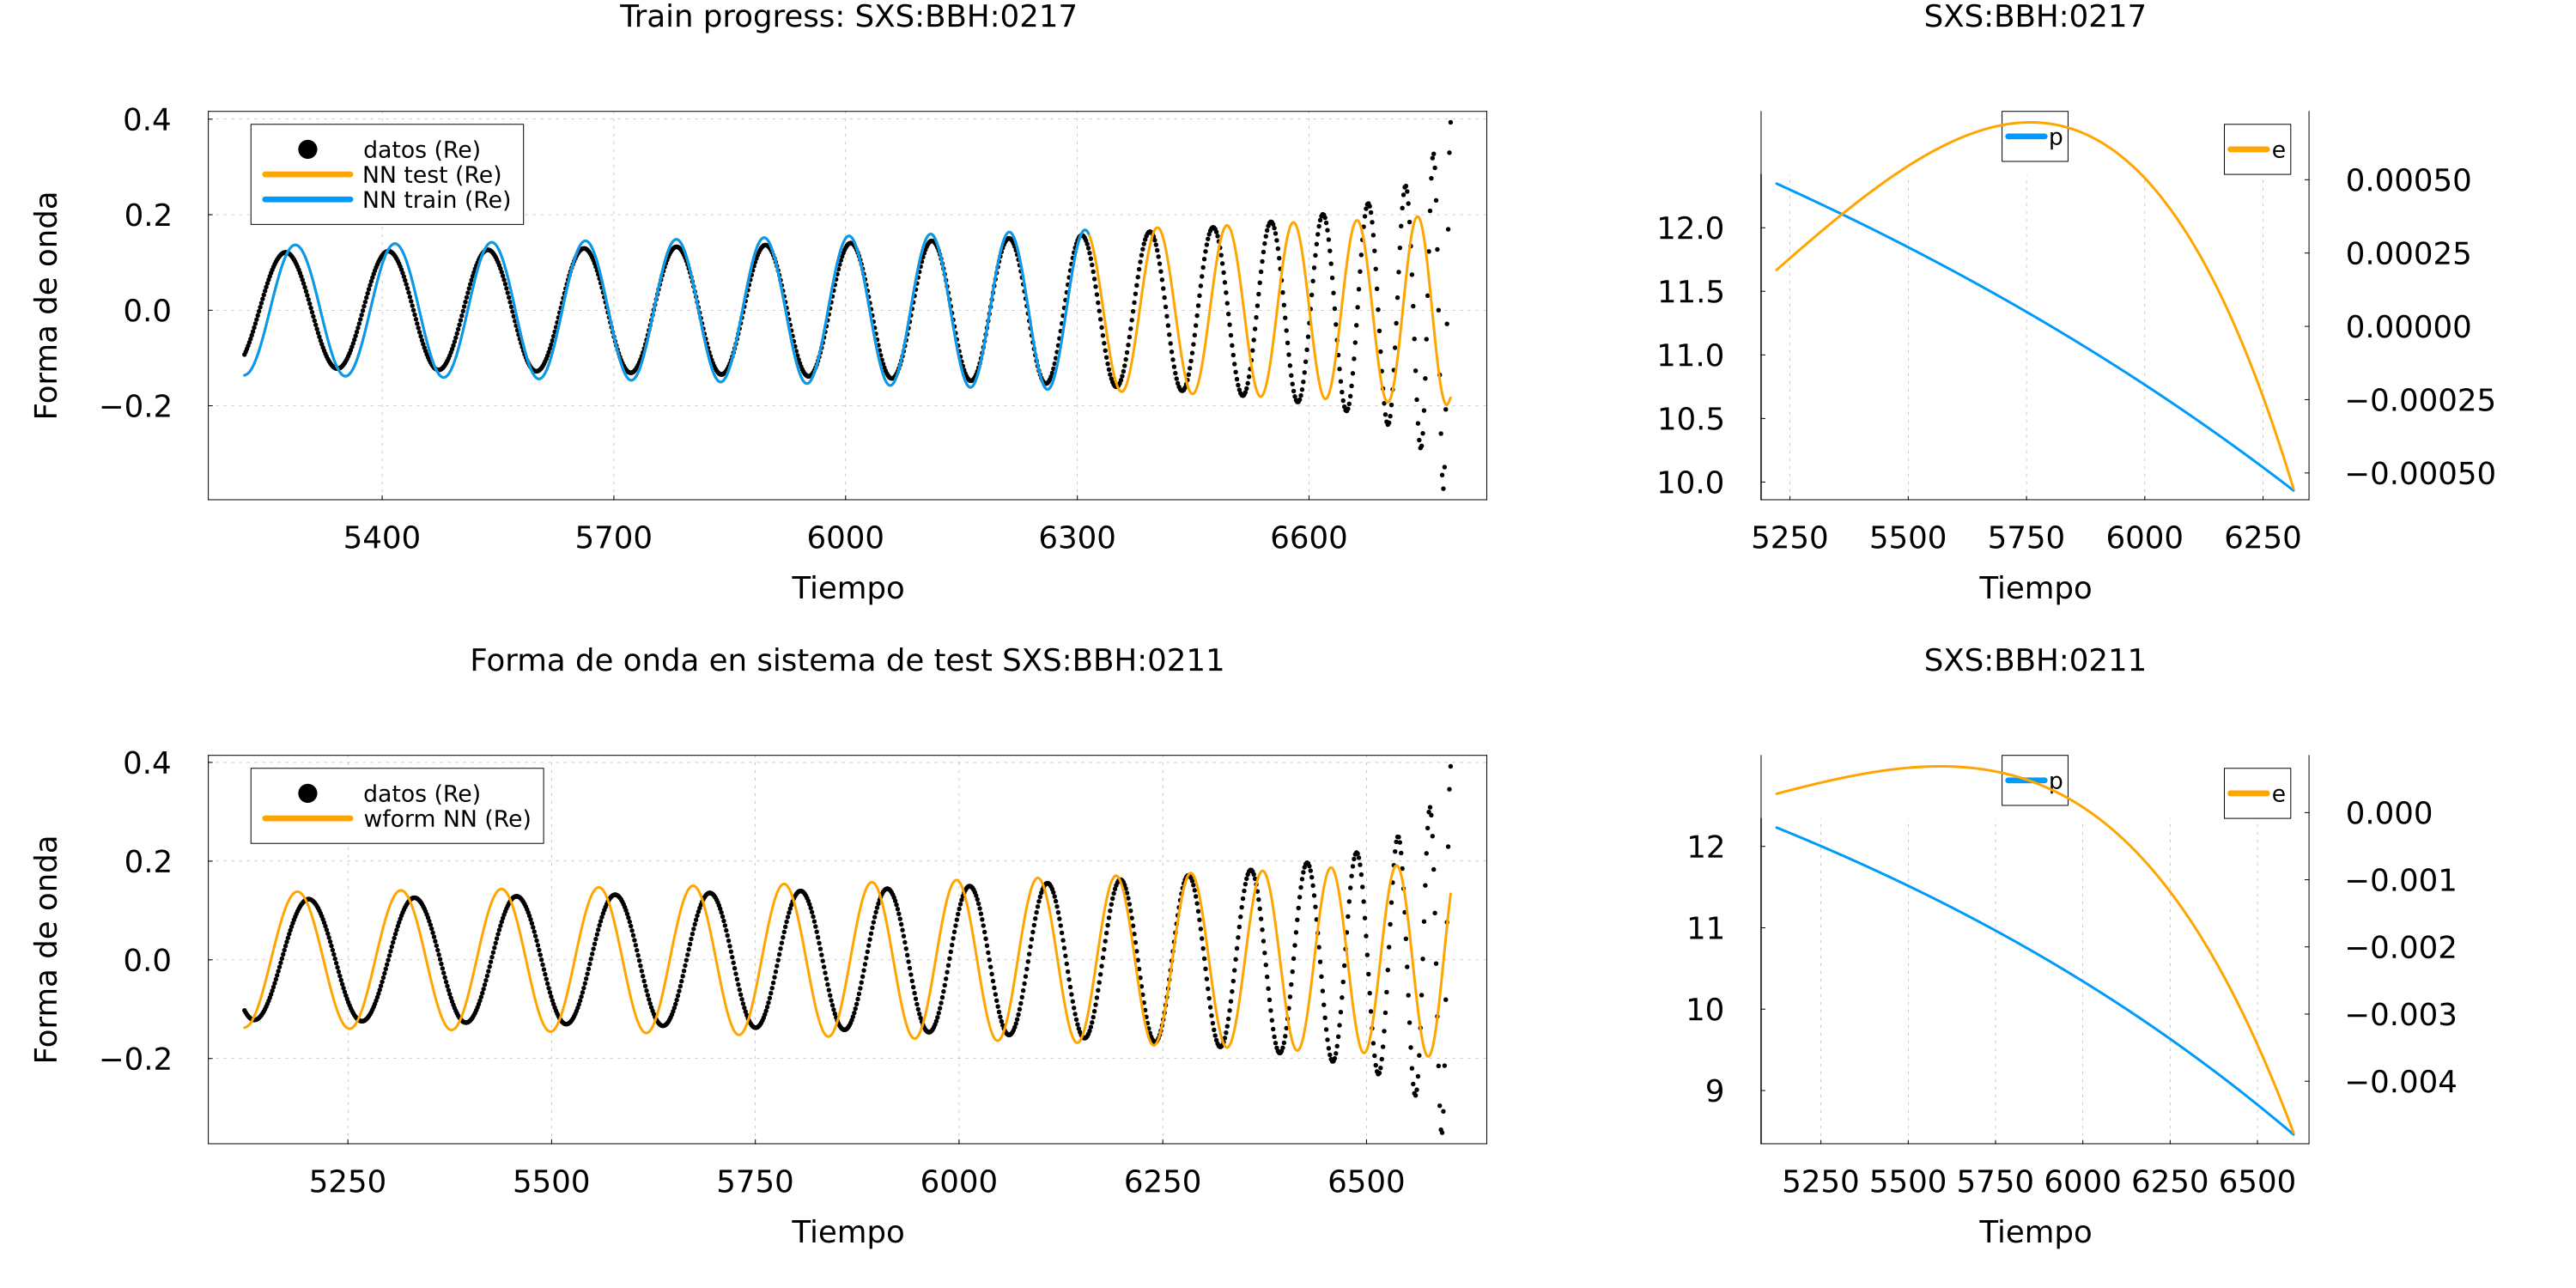 Train progress: SXS:BBH:0217
Forma de onda
0.4
0.2
0.0
−0.2
datos (Re)
NN test (Re)
NN train (Re)
5400 5700 6000 6300 6600
Tiempo
SXS:BBH:0217
12.0
11.5
11.0
10.5
10.0
p
e
0.00050
0.00025
0.00000
−0.00025
−0.00050
5250 5500 5750 6000 6250
Tiempo
Forma de onda en sistema de test SXS:BBH:0211
Forma de onda
0.4
0.2
0.0
−0.2
datos (Re)
wform NN (Re)
5250 5500 5750 6000 6250 6500
Tiempo
SXS:BBH:0211
12
11
10
9
p
e
0.000
−0.001
−0.002
−0.003
−0.004
5250 5500 5750 6000 6250 6500
Tiempo